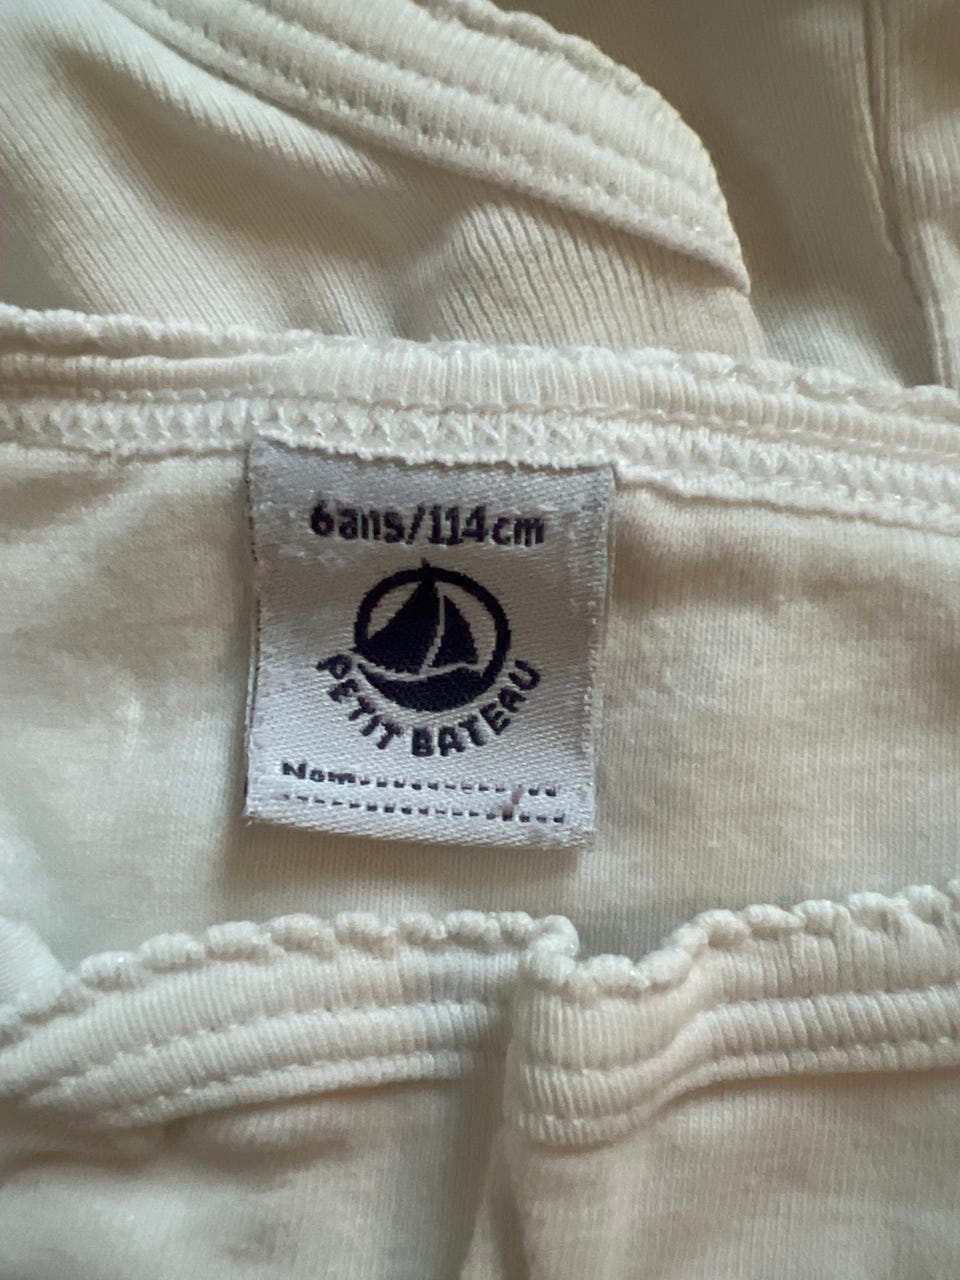 6ans/114cm
PETIT BATEAU
Nom